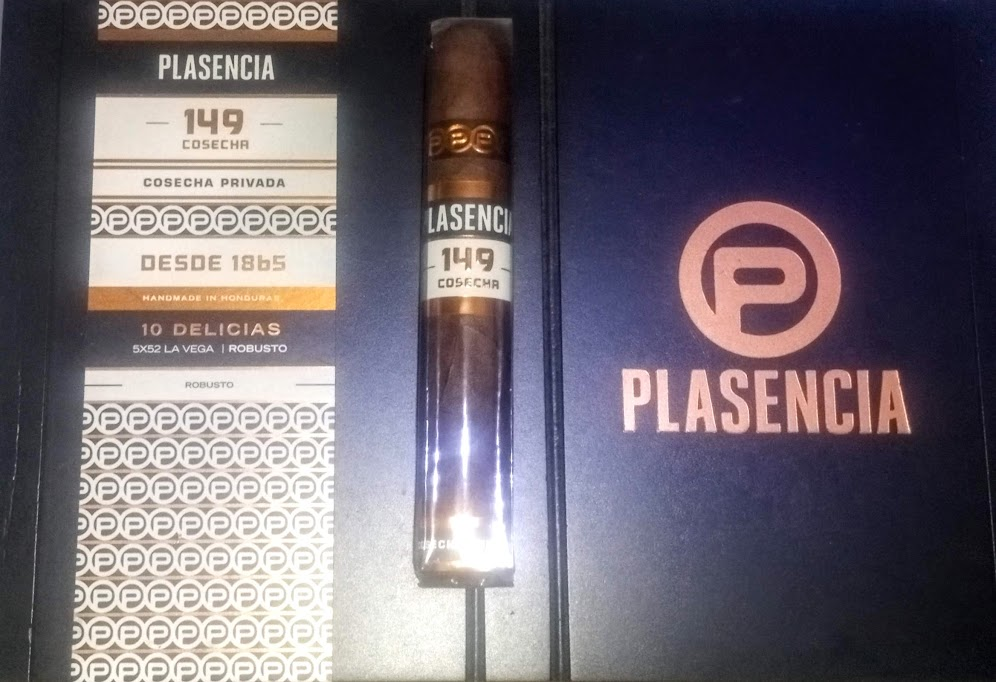 PLASENCIA
149
COSECHA
COSECHA PRIVADA
DESDE 1865
HANDMADE IN HONDURAS
10 DELICIAS
5X52 LA VEGA | ROBUSTO
ROBUSTO
P P P
LASENCIA
149
COSECHA
P
PLASENCIA